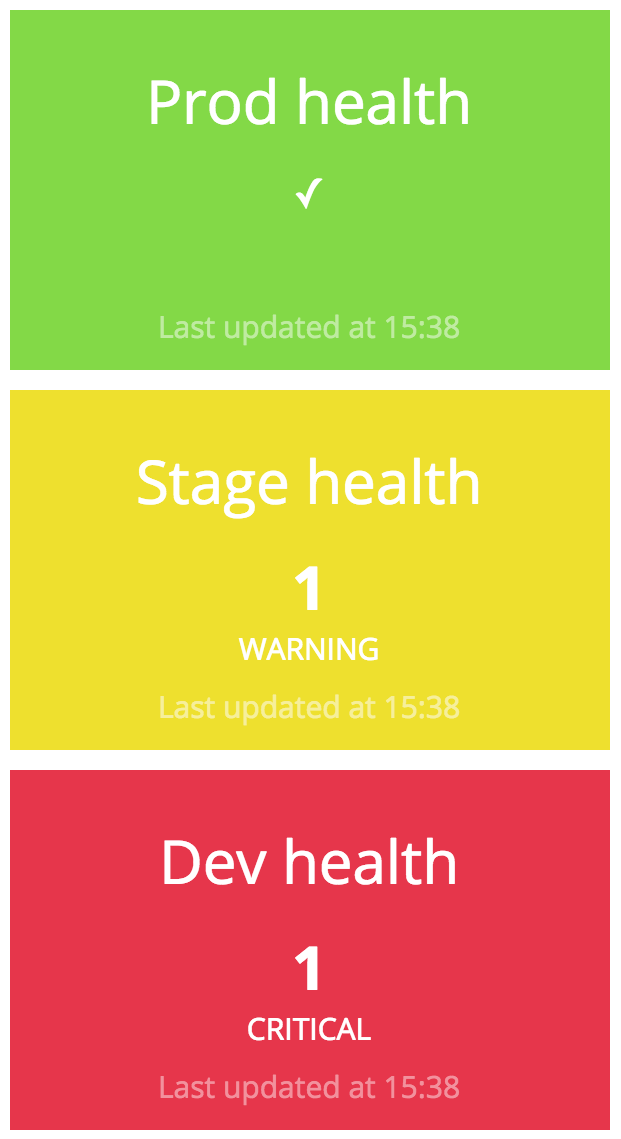 Prod health
✓
Last updated at 15:38
Stage health
1
WARNING
Last updated at 15:38
Dev health
1
CRITICAL
Last updated at 15:38